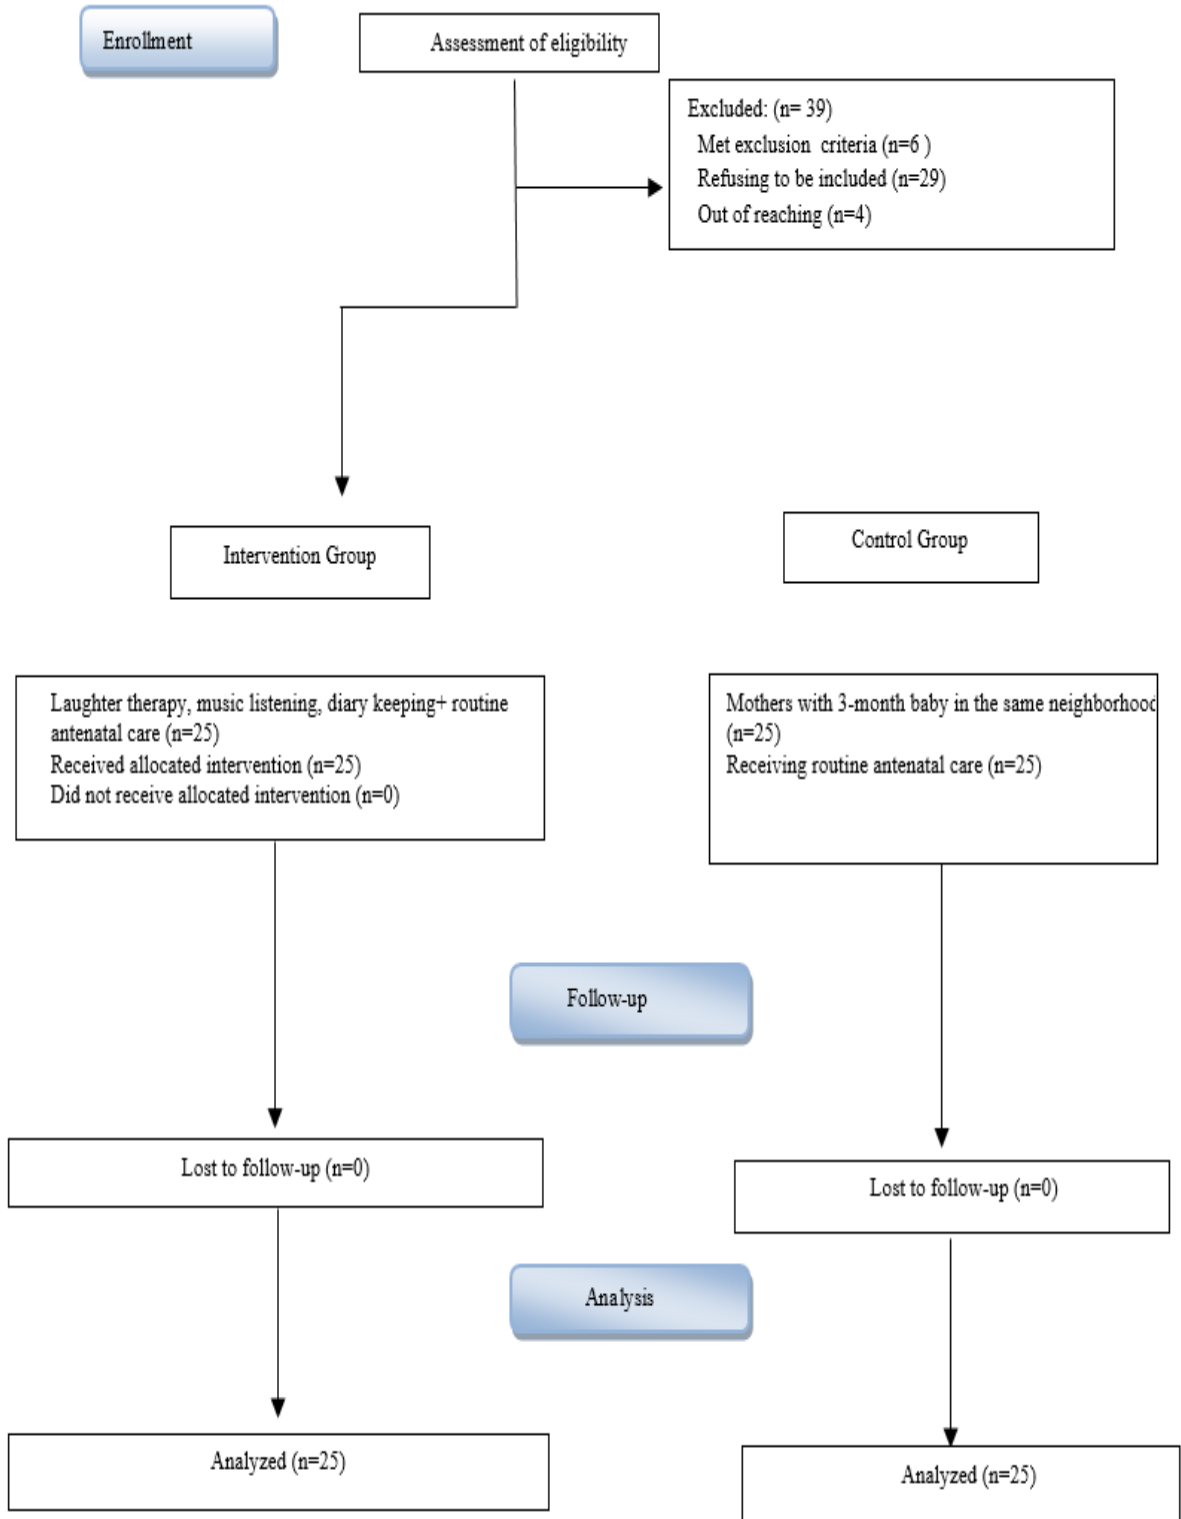 Enrollment
Assessment of eligibility
Excluded: (n= 39)
Met exclusion criteria (n=6 )
Refusing to be included (n=29)
Out of reaching (n=4)
Intervention Group
Control Group
Laughter therapy, music listening, diary keeping+ routine
antenatal care (n=25)
Received allocated intervention (n=25)
Did not receive allocated intervention (n=0)
Mothers with 3-month baby in the same neighborhood
(n=25)
Receiving routine antenatal care (n=25)
Follow-up
Lost to follow-up (n=0)
Lost to follow-up (n=0)
Analysis
Analyzed (n=25)
Analyzed (n=25)